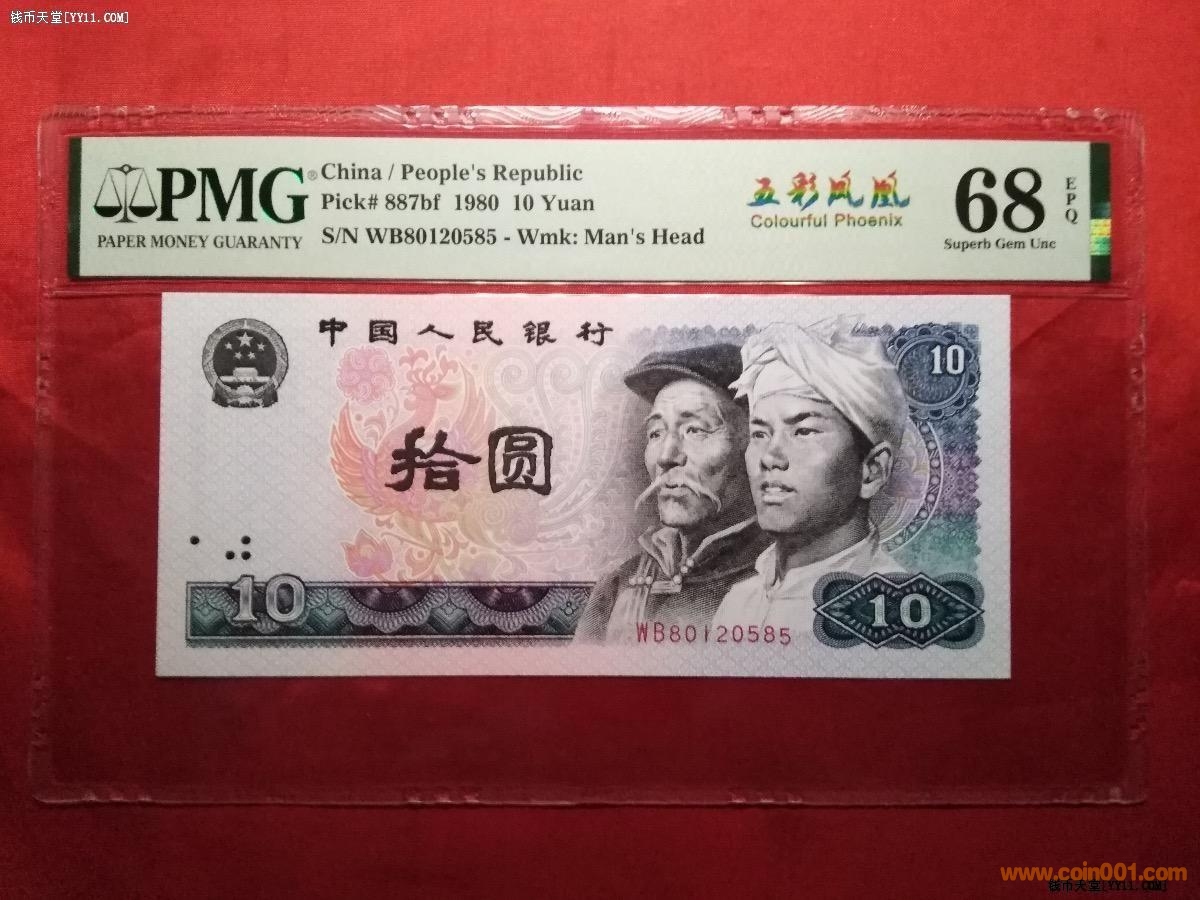 钱币天堂[YY11.COM]
PMG®
PAPER MONEY GUARANTY
China / People's Republic
Pick# 887bf 1980 10 Yuan
S/N WB80120585 - Wmk: Man's Head
五彩凤凰
Colourful Phoenix
68
EPQ
Superb Gem Unc
中国人民银行
10
拾圆
10
WB80120585
10
www.coin001.com
钱币天堂[YY11.COM]